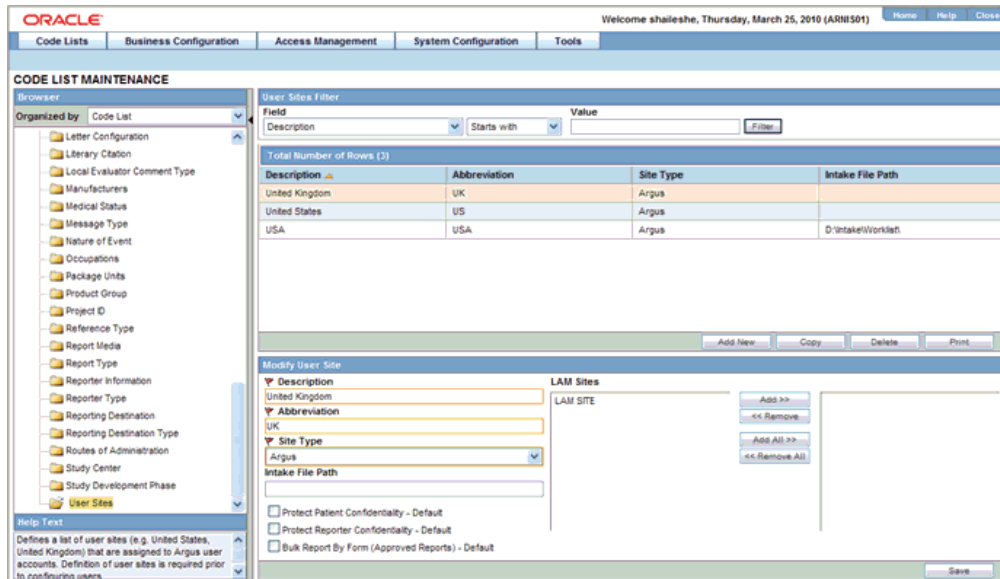 ORACLE
Welcome shaileshe, Thursday, March 25, 2010 (ARNIS01)
Home Help Close
Code Lists Business Configuration Access Management System Configuration Tools
CODE LIST MAINTENANCE
Browser
Organized by Code List
Letter Configuration
Literary Citation
Local Evaluator Comment Type
Manufacturers
Medical Status
Message Type
Nature of Event
Occupations
Package Units
Product Group
Project ID
Reference Type
Report Media
Report Type
Reporter Information
Reporter Type
Reporting Destination
Reporting Destination Type
Routes of Administration
Study Center
Study Development Phase
User Sites
Help Text
Defines a list of user sites (e.g. United States,
United Kingdom) that are assigned to Argus user
accounts. Definition of user sites is required prior
to configuring users.
User Sites Filter
Field Value
Description Starts with Filter
Total Number of Rows (3)
Description Abbreviation Site Type Intake File Path
United Kingdom UK Argus
United States US Argus
USA USA Argus D:\Intake\Worklist\
Add New Copy Delete Print
Modify User Site
Description
United Kingdom
Abbreviation
UK
Site Type
Argus
Intake File Path
Protect Patient Confidentiality - Default
Protect Reporter Confidentiality - Default
Bulk Report By Form (Approved Reports) - Default
LAM Sites
LAM SITE
Add >>
<< Remove
Add All >>
<< Remove All
Save